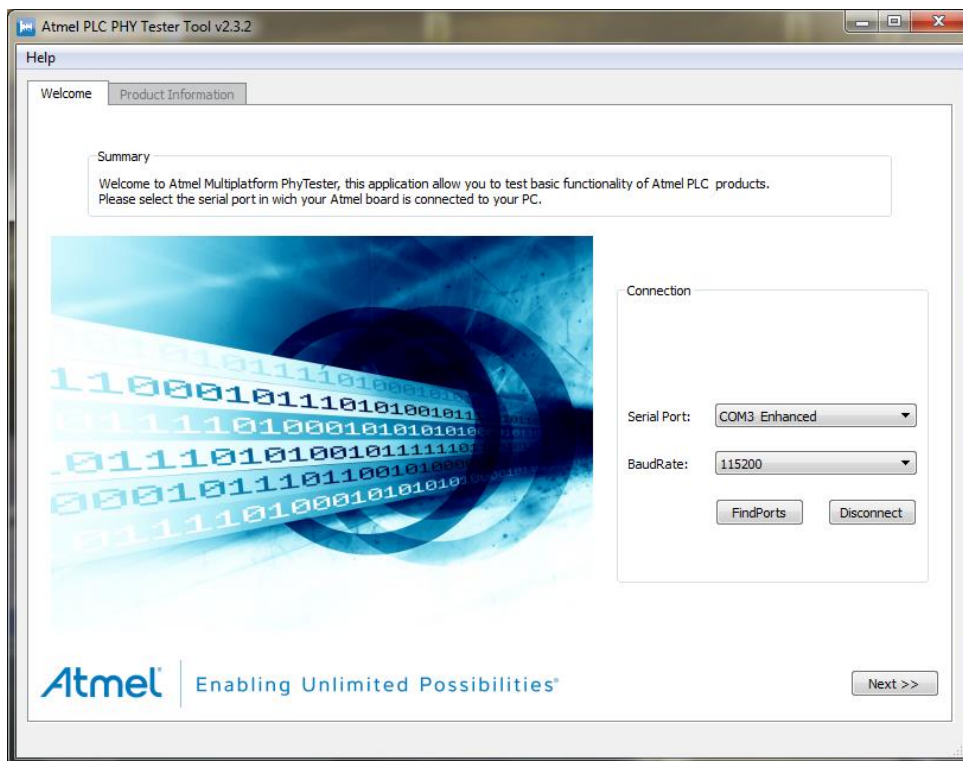 Atmel PLC PHY Tester Tool v2.3.2
Help
Welcome
Product Information
Summary
Welcome to Atmel Multiplatform PhyTester, this application allow you to test basic functionality of Atmel PLC products.
Please select the serial port in wich your Atmel board is connected to your PC.
Connection
Serial Port: COM3 Enhanced
BaudRate: 115200
FindPorts Disconnect
Atmel Enabling Unlimited Possibilities®
Next >>